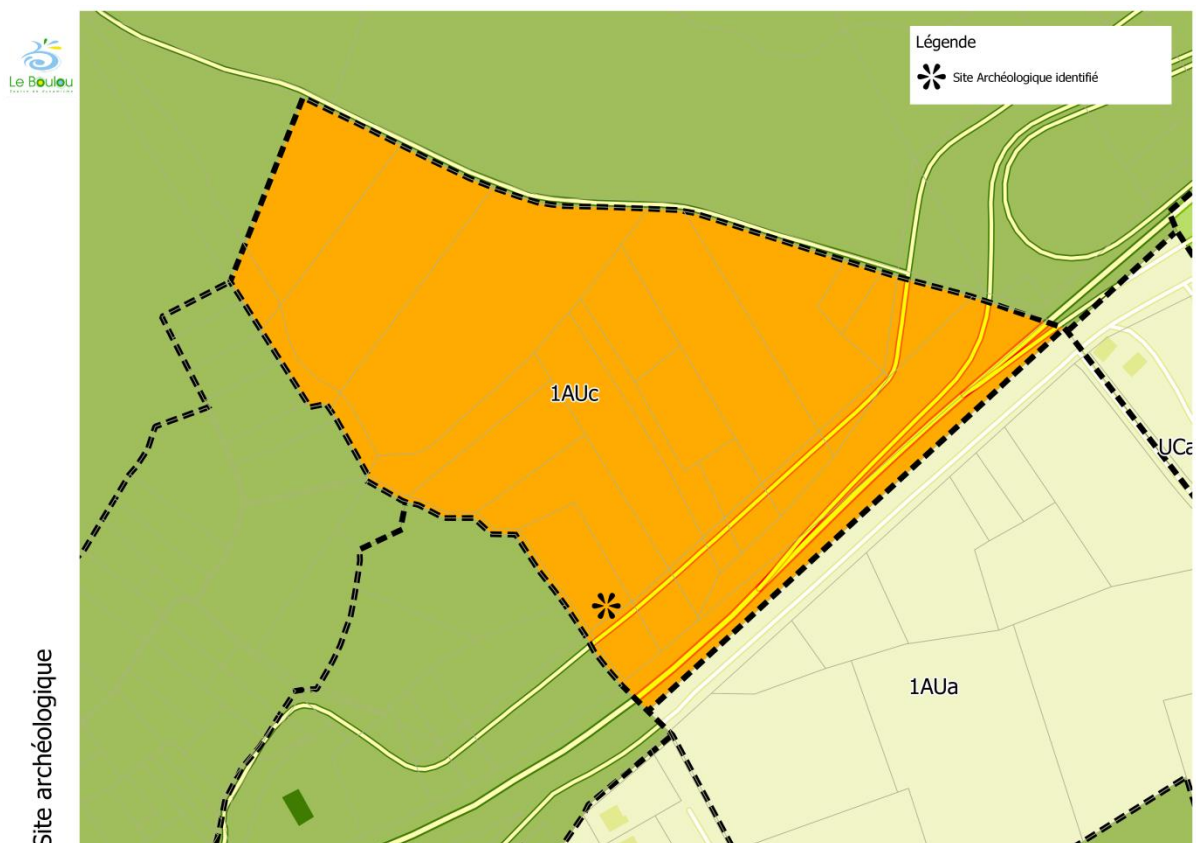 Le Boulou
Légende
Site Archéologique identifié
1AUc
UCa
1AUa
Site archéologique